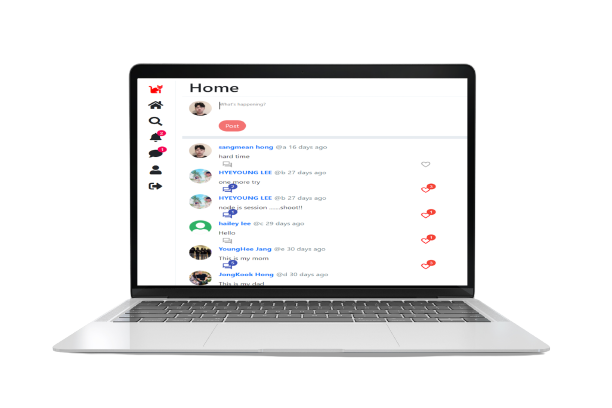 Home
What's happening?
Post
sangmean hong @a 16 days ago
hard time
HYEYOUNG LEE @b 27 days ago
one more try
HYEYOUNG LEE @b 27 days ago
node js session ......shoot!!
hailey lee @c 29 days ago
Hello
YoungHee Jang @e 30 days ago
This is my mom
JongKook Hong @d 30 days ago
This is my dad